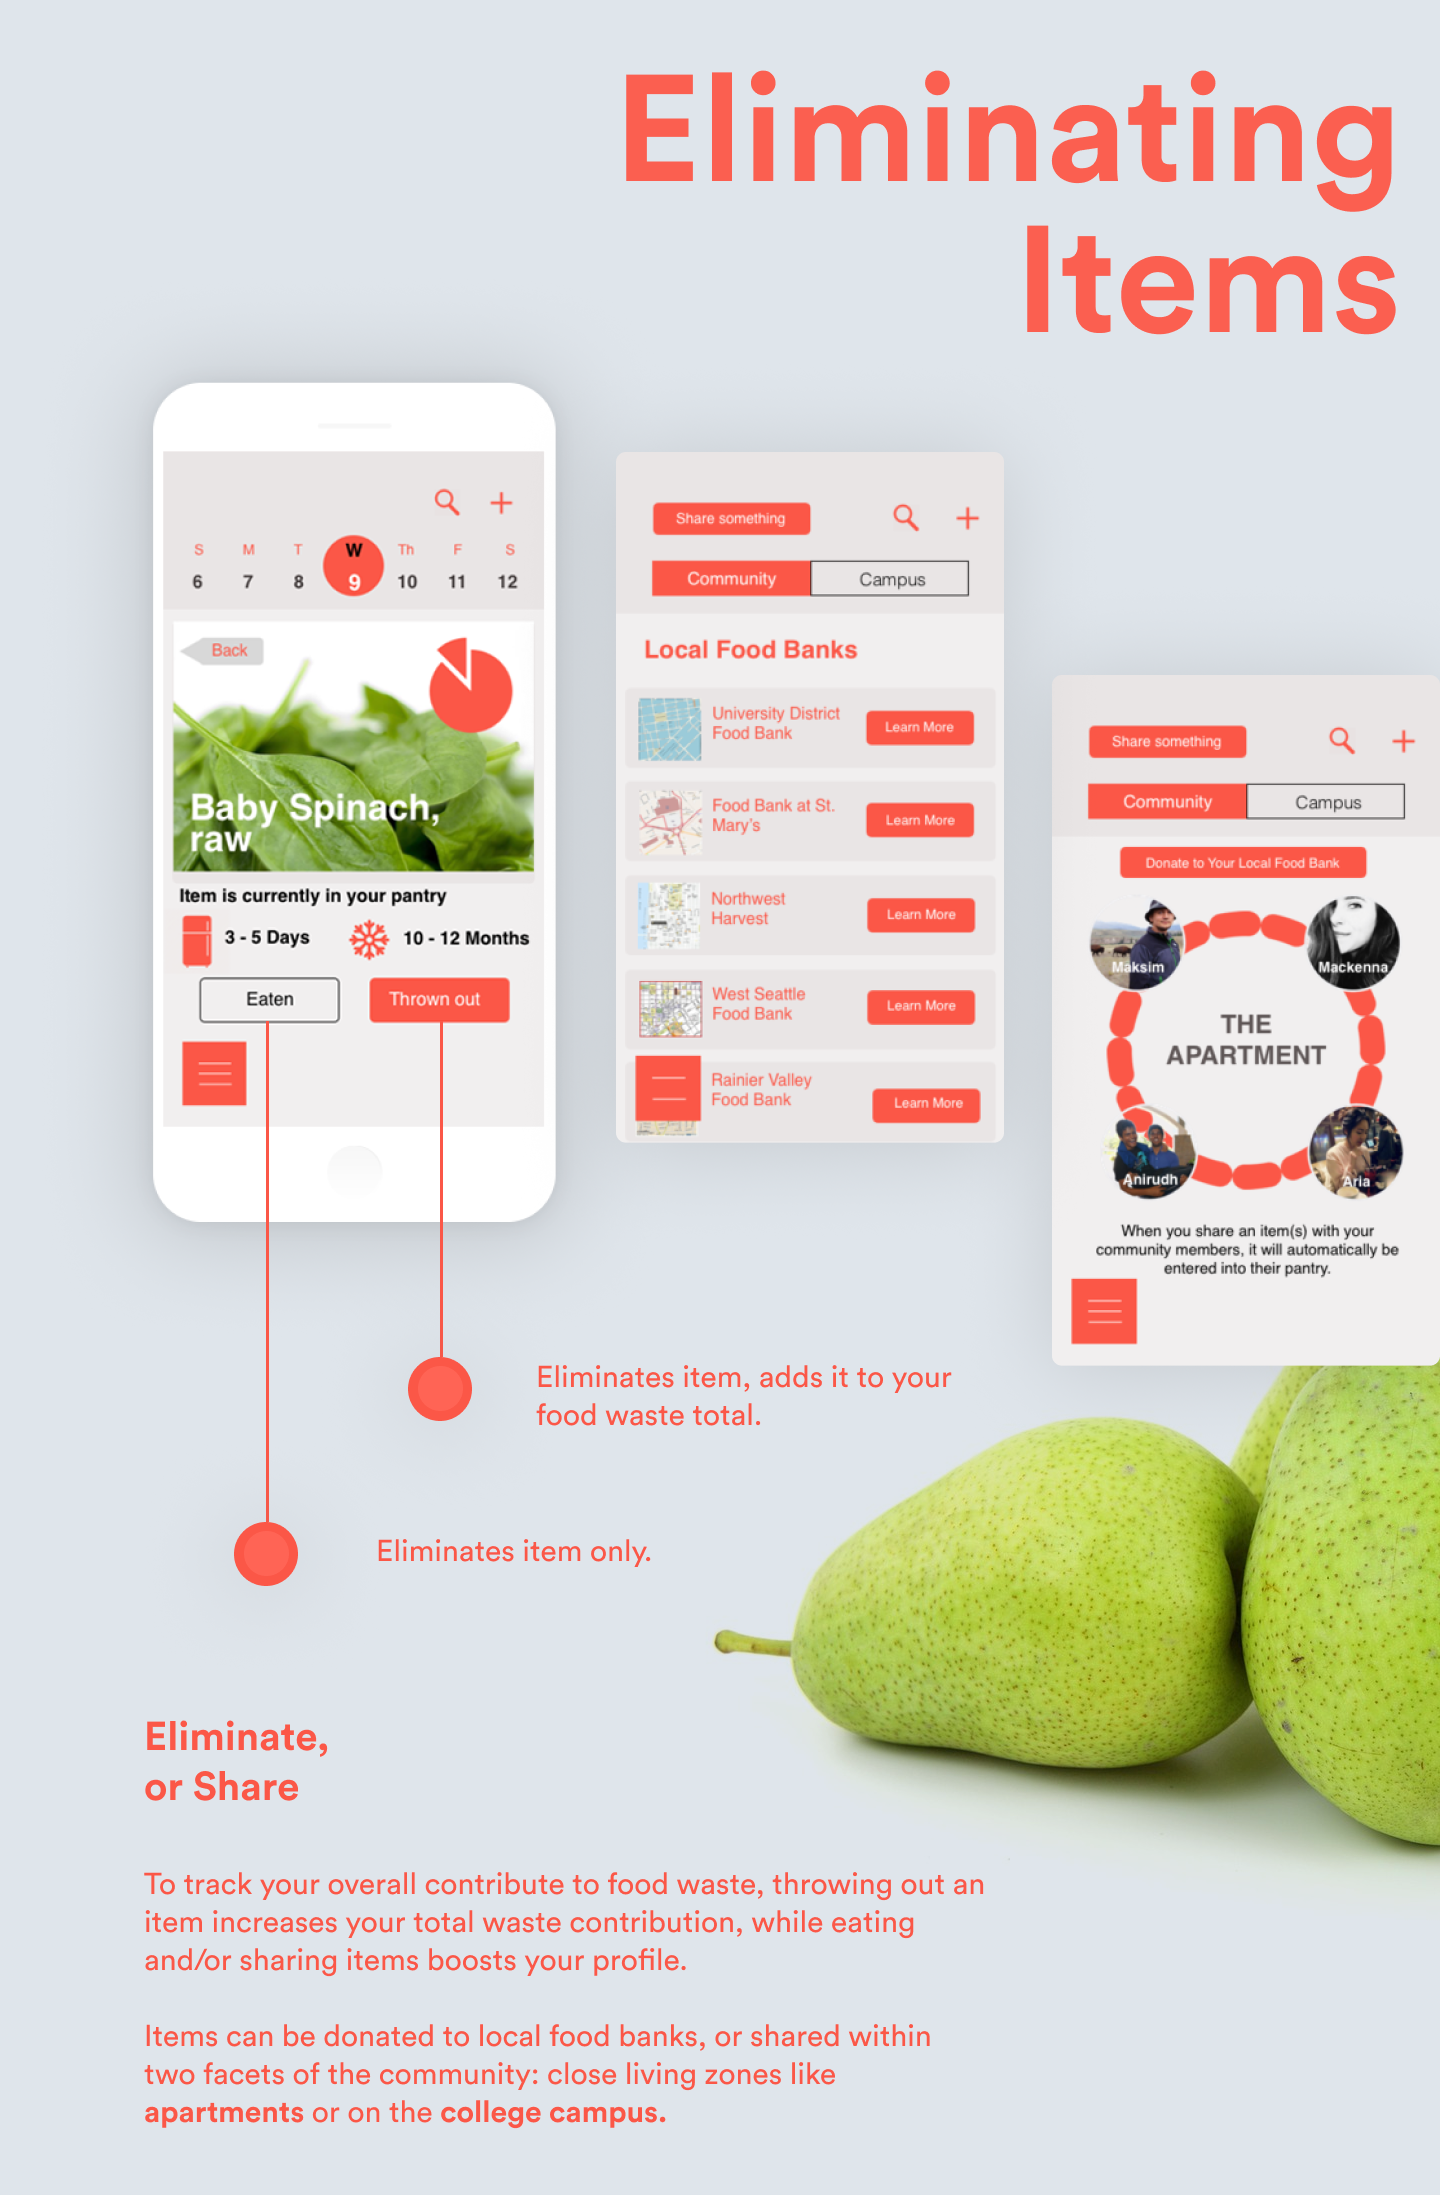 Eliminating
Items
S M T W Th F S
6 7 8 9 10 11 12
Back
Baby Spinach,
raw
Item is currently in your pantry
3 - 5 Days
10 - 12 Months
Eaten
Thrown out
Share something
Community
Campus
Local Food Banks
University District
Food Bank
Learn More
Food Bank at St.
Mary's
Learn More
Northwest
Harvest
Learn More
West Seattle
Food Bank
Learn More
Rainier Valley
Food Bank
Learn More
Share something
Community
Campus
Donate to Your Local Food Bank
Maksim
Mackenna
THE
APARTMENT
Anirudh
Aria
When you share an item(s) with your
community members, it will automatically be
entered into their pantry.
Eliminates item, adds it to your
food waste total.
Eliminates item only.
Eliminate,
or Share
To track your overall contribute to food waste, throwing out an
item increases your total waste contribution, while eating
and/or sharing items boosts your profile.
Items can be donated to local food banks, or shared within
two facets of the community: close living zones like
apartments or on the college campus.